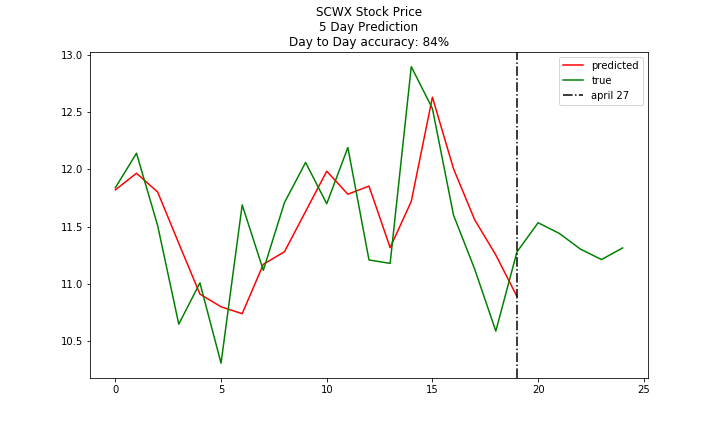 SCWX Stock Price
5 Day Prediction
Day to Day accuracy: 84%
13.0
12.5
12.0
11.5
11.0
10.5
predicted
true
april 27
0
5
10
15
20
25